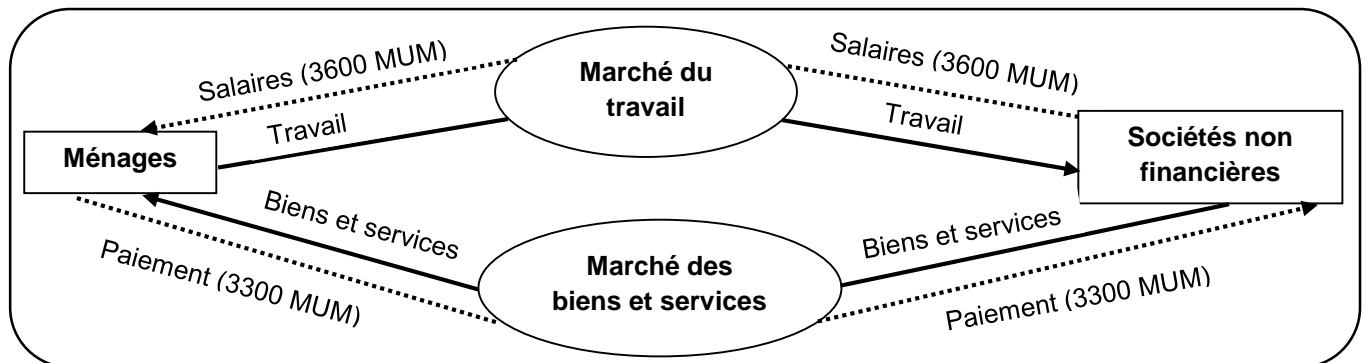 Salaires (3600 MUM)
Marché du
travail
Salaires (3600 MUM)
Travail
Travail
Ménages
Sociétés non
financières
Biens et services
Biens et services
Paiement (3300 MUM)
Marché des
biens et services
Paiement (3300 MUM)